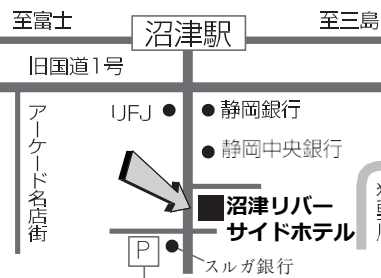 至富士
沼津駅
至三島
旧国道1号
アーケード名店街
UFJ
静岡銀行
静岡中央銀行
沼津リバー
サイドホテル
P
スルガ銀行